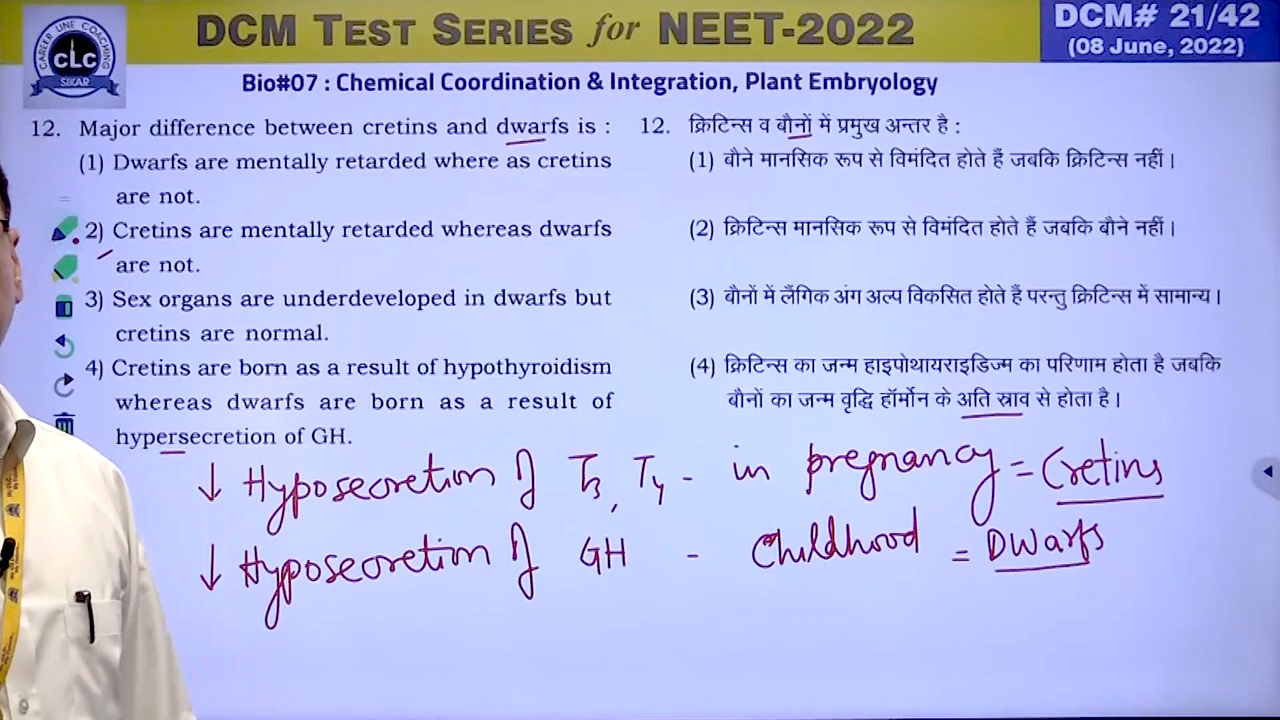 DCM TEST SERIES for NEET-2022
DCM# 21/42
(08 June, 2022)
CAREER LINE COACHING
CLC
SIKAR
Bio#07 : Chemical Coordination & Integration, Plant Embryology
12. Major difference between cretins and dwarfs is :
(1) Dwarfs are mentally retarded where as cretins
are not.
2) Cretins are mentally retarded whereas dwarfs
are not.
3) Sex organs are underdeveloped in dwarfs but
cretins are normal.
4) Cretins are born as a result of hypothyroidism
whereas dwarfs are born as a result of
hypersecretion of GH.
12. क्रिटिन्स व बौनों में प्रमुख अन्तर है :
(1) बौने मानसिक रूप से विमंदित होते हैं जबकि क्रिटिन्स नहीं।
(2) क्रिटिन्स मानसिक रूप से विमंदित होते हैं जबकि बौने नहीं।
(3) बौनों में लैंगिक अंग अल्प विकसित होते हैं परन्तु क्रिटिन्स में सामान्य।
(4) क्रिटिन्स का जन्म हाइपोथायराइडिज्म का परिणाम होता है जबकि
बौनों का जन्म वृद्धि हॉर्मोन के अति स्राव से होता है।
↓ Hyposecretion of T3, T4 - in pregnancy = Cretins
↓ Hyposecretion of GH - Childhood = Dwarfs